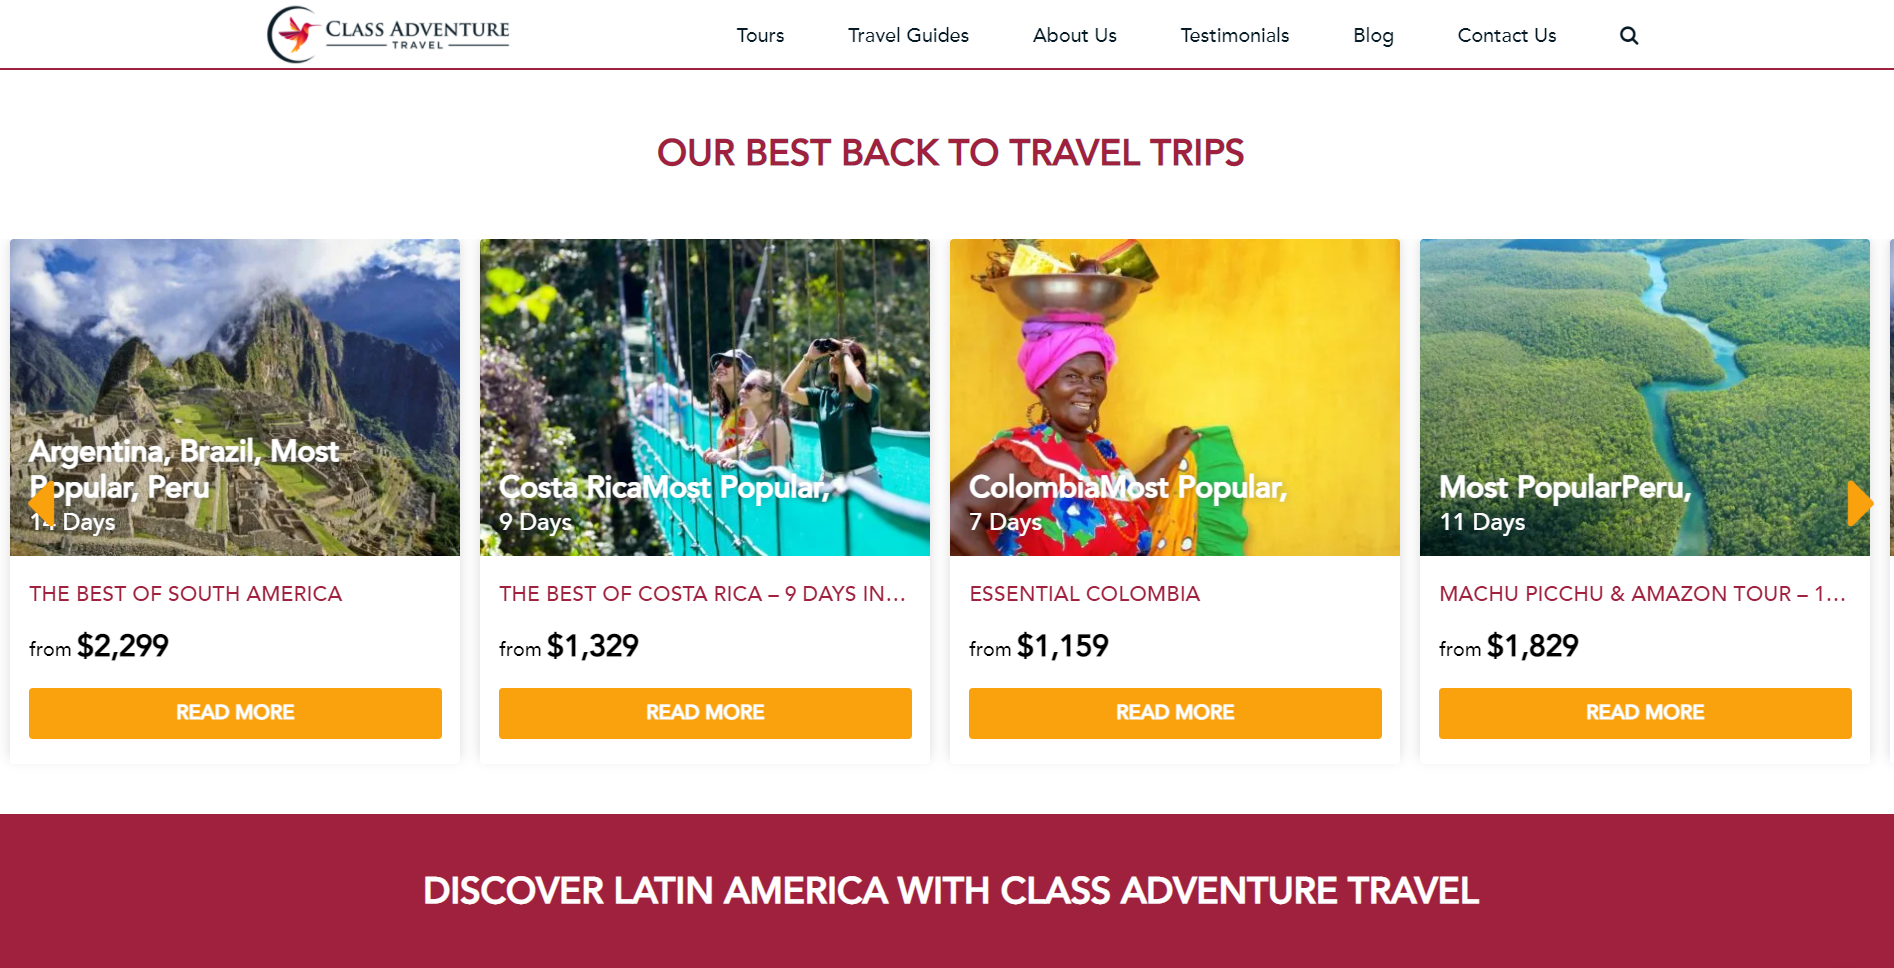 CLASS ADVENTURE
TRAVEL
Tours
Travel Guides
About Us
Testimonials
Blog
Contact Us
OUR BEST BACK TO TRAVEL TRIPS
Argentina, Brazil, Most
Popular, Peru
14 Days
THE BEST OF SOUTH AMERICA
from $2,299
READ MORE
Costa RicaMost Popular,
9 Days
THE BEST OF COSTA RICA – 9 DAYS IN...
from $1,329
READ MORE
ColombiaMost Popular,
7 Days
ESSENTIAL COLOMBIA
from $1,159
READ MORE
Most PopularPeru,
11 Days
MACHU PICCHU & AMAZON TOUR – 1...
from $1,829
READ MORE
DISCOVER LATIN AMERICA WITH CLASS ADVENTURE TRAVEL